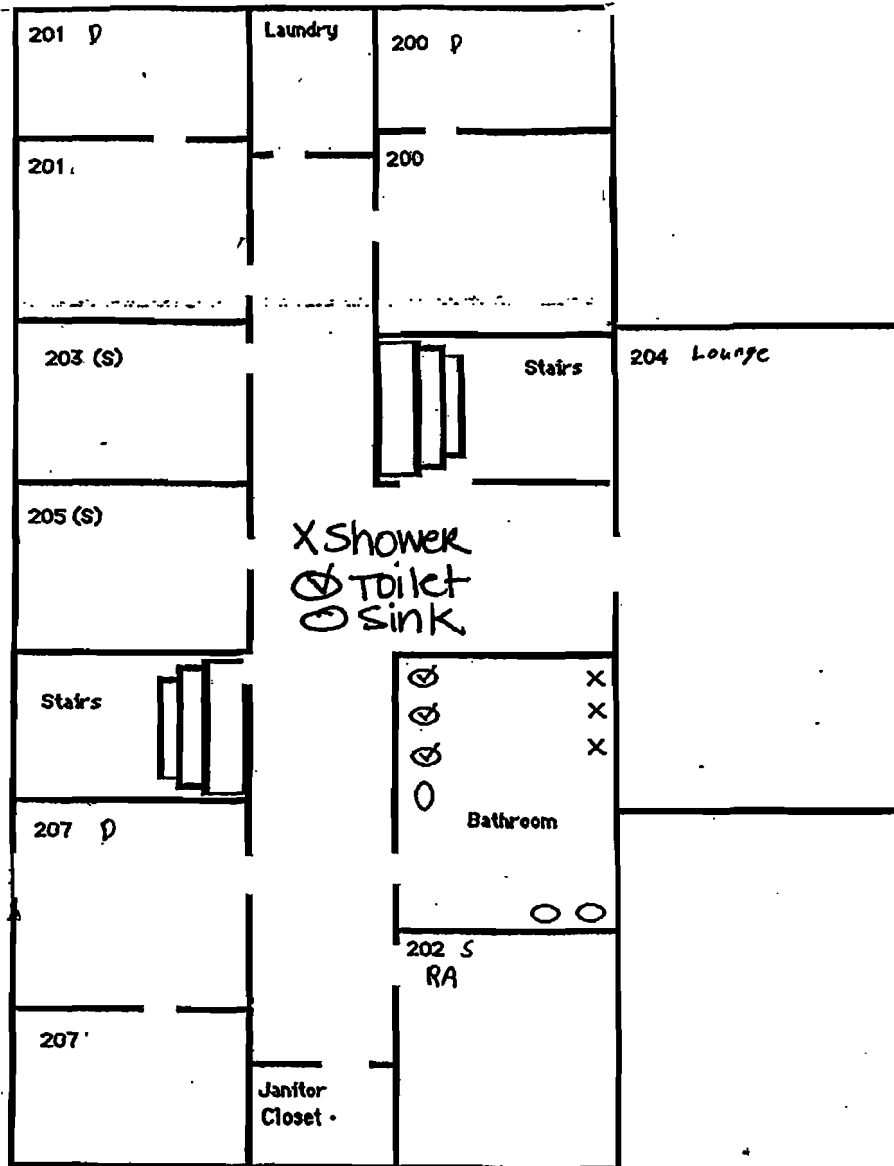 201 D
Laundry
200 D
201
200
203 (S)
Stairs
204 Lounge
205 (S)
X Shower
Toilet
Sink
Stairs
X
X
X
Bathroom
207 D
202 S
RA
207
Janitor
Closet